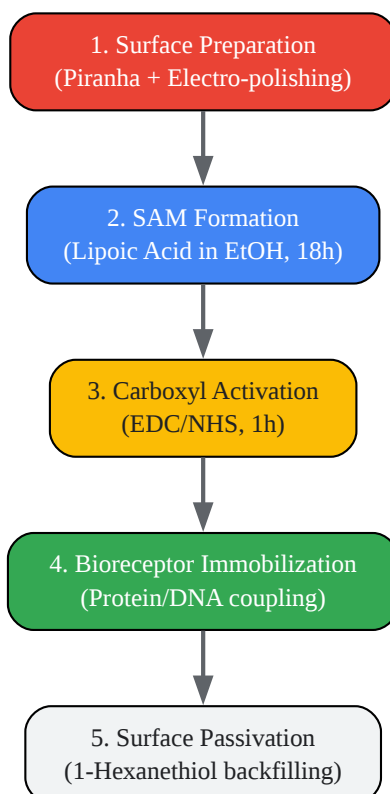 1. Surface Preparation
(Piranha + Electro-polishing)
2. SAM Formation
(Lipoic Acid in EtOH, 18h)
3. Carboxyl Activation
(EDC/NHS, 1h)
4. Bioreceptor Immobilization
(Protein/DNA coupling)
5. Surface Passivation
(1-Hexanethiol backfilling)